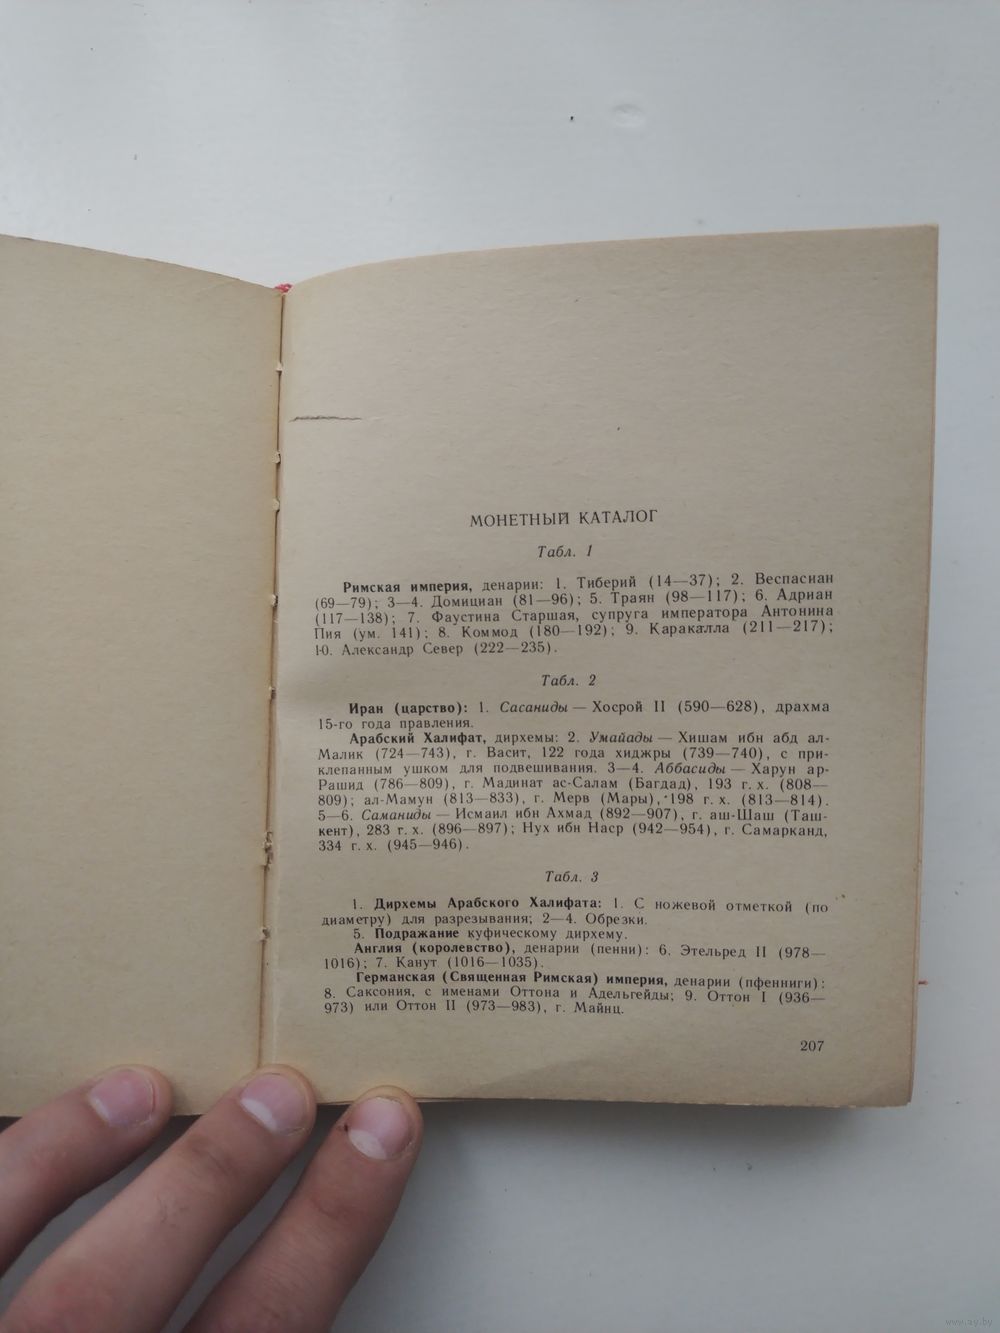 МОНЕТНЫЙ КАТАЛОГ
Табл. 1
Римская империя, денарии: 1. Тиберий (14—37); 2. Веспасиан
(69—79); 3—4. Домициан (81—96); 5. Траян (98—117); 6. Адриан
(117—138); 7. Фаустина Старшая, супруга императора Антонина
Пия (ум. 141); 8. Коммод (180—192); 9. Каракалла (211—217);
10. Александр Север (222—235).
Табл. 2
Иран (царство): 1. Сасаниды — Хосрой II (590—628), драхма
15-го года правления.
Арабский Халифат, дирхемы: 2. Умайады — Хишам ибн абд ал-
Малик (724—743), г. Васит, 122 года хиджры (739—740), с при-
клепанным ушком для подвешивания. 3—4. Аббасиды — Харун ар-
Рашид (786—809), г. Мадинат ас-Салам (Багдад), 193 г. х. (808—
809); ал-Мамун (813—833), г. Мерв (Мары), 198 г. х. (813—814).
5—6. Саманиды — Исмаил ибн Ахмад (892—907), г. аш-Шаш (Таш-
кент), 283 г. х. (896—897); Нух ибн Наср (942—954), г. Самарканд,
334 г. х. (945—946).
Табл. 3
1. Дирхемы Арабского Халифата: 1. С ножевой отметкой (по
диаметру) для разрезывания; 2—4. Обрезки.
5. Подражание куфическому дирхему.
Англия (королевство), денарии (пенни): 6. Этельред II (978—
1016); 7. Канут (1016—1035).
Германская (Священная Римская) империя, денарии (пфенниги):
8. Саксония, с именами Оттона и Адельгейды; 9. Оттон I (936—
973) или Оттон II (973—983), г. Майнц.
207
www.ay.by